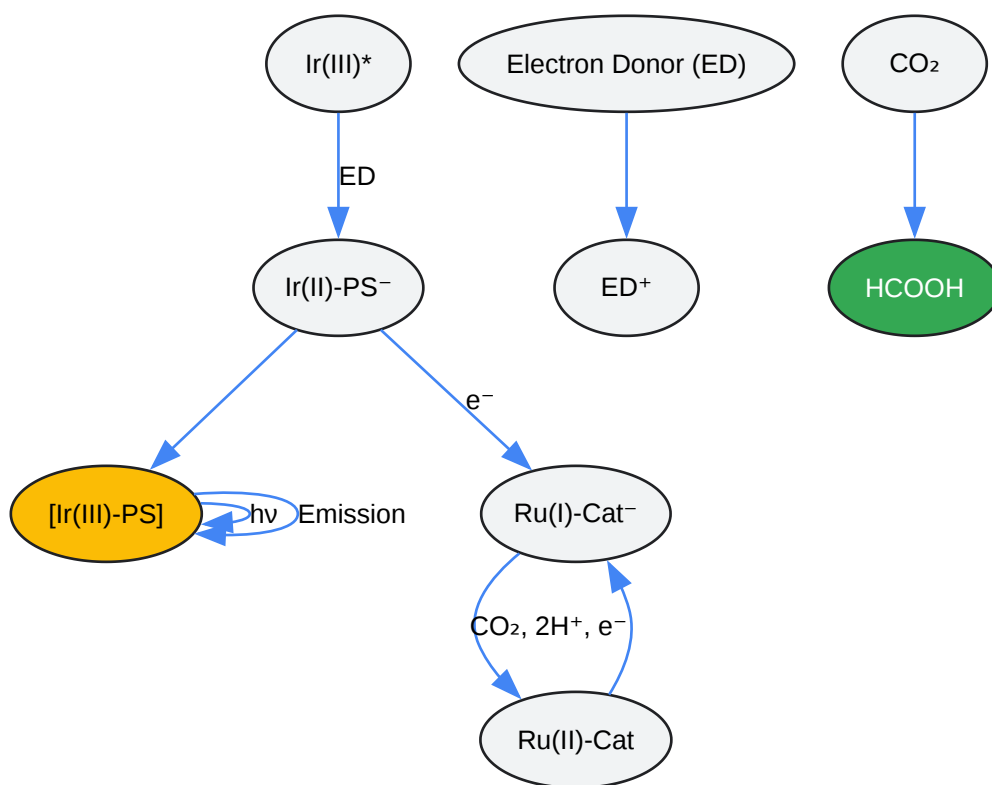 Ir(III)*
Electron Donor (ED)
CO₂
ED
Ir(II)-PS⁻
ED⁺
HCOOH
e⁻
[Ir(III)-PS]
hν
Emission
Ru(I)-Cat⁻
CO₂, 2H⁺, e⁻
Ru(II)-Cat